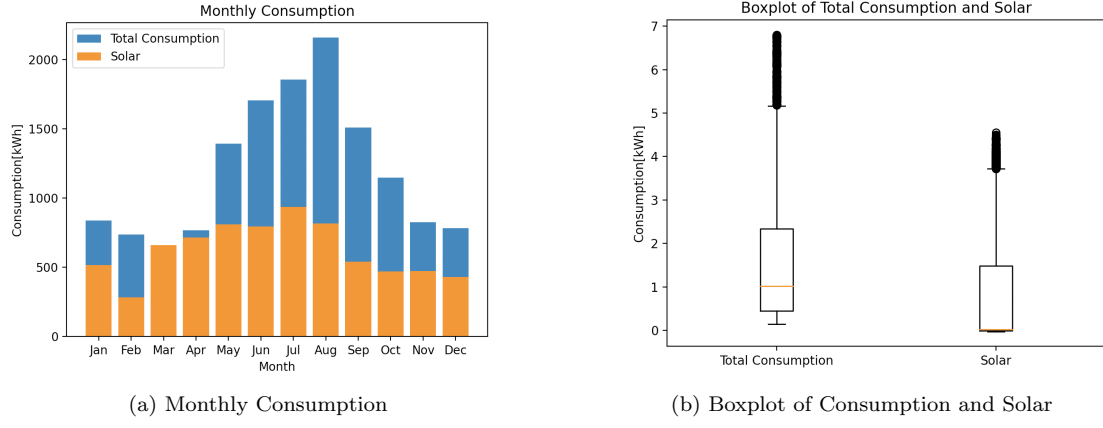 Monthly Consumption
Total Consumption
Solar
Consumption[kWh]
2000
1500
1000
500
0
Jan Feb Mar Apr May Jun Jul Aug Sep Oct Nov Dec
Month
(a) Monthly Consumption
Boxplot of Total Consumption and Solar
Consumption[kWh]
7
6
5
4
3
2
1
0
Total Consumption Solar
(b) Boxplot of Consumption and Solar